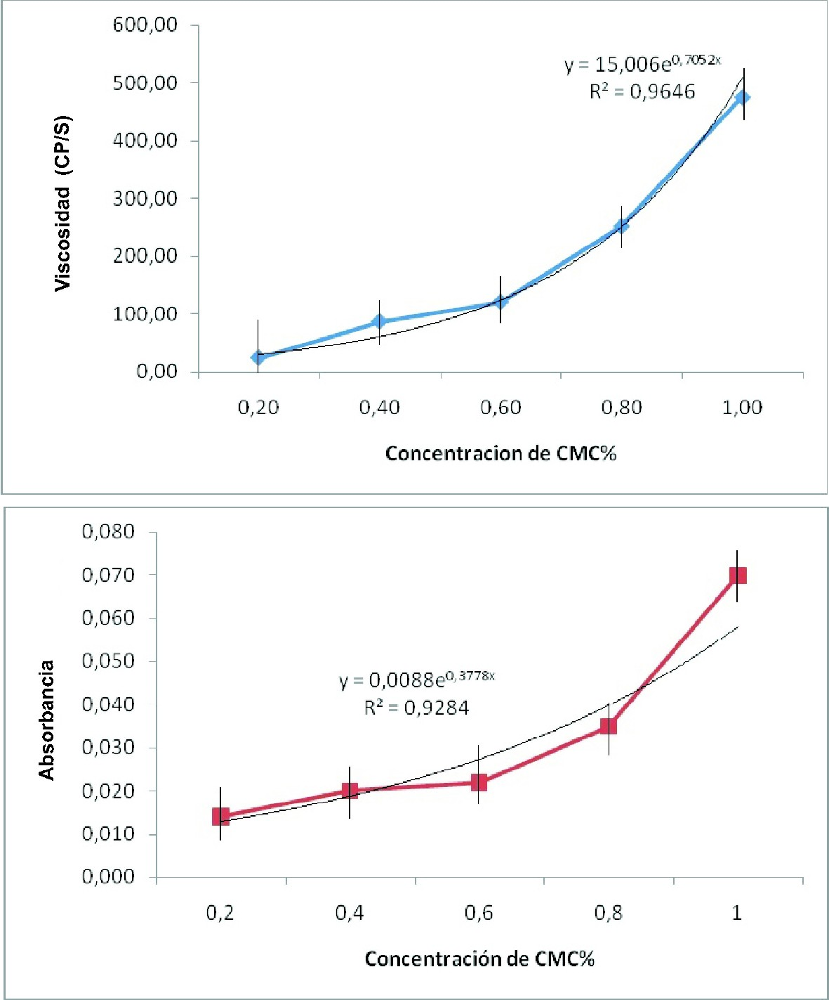 600,00
y = 15,006e^0,7052x
R² = 0,9646
500,00
400,00
300,00
200,00
100,00
0,00
Viscosidad (CP/S)
0,20 0,40 0,60 0,80 1,00
Concentracion de CMC%
0,080
0,070
0,060
0,050
y = 0,0088e^0,3778x
R² = 0,9284
0,040
0,030
0,020
0,010
0,000
Absorbancia
0,2 0,4 0,6 0,8 1
Concentración de CMC%